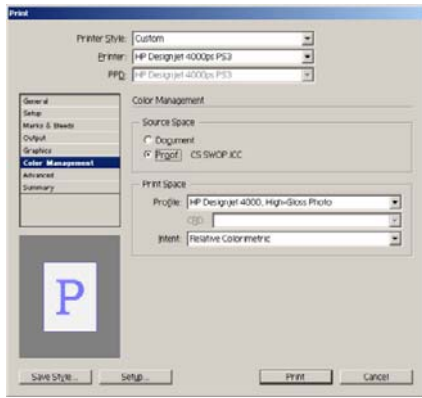 Print
Printer Style: Custom
Printer: HP Designjet 4000ps PS3
PPD: HP Designjet 4000ps PS3
General
Setup
Marks & Bleeds
Output
Graphics
Color Management
Advanced
Summary
Color Management
Source Space
Document
Proof: CS SWOP.ICC
Print Space
Profile: HP Designjet 4000, High-Gloss Photo
CRD:
Intent: Relative Colorimetric
P
Save Style... Setup... Print Cancel